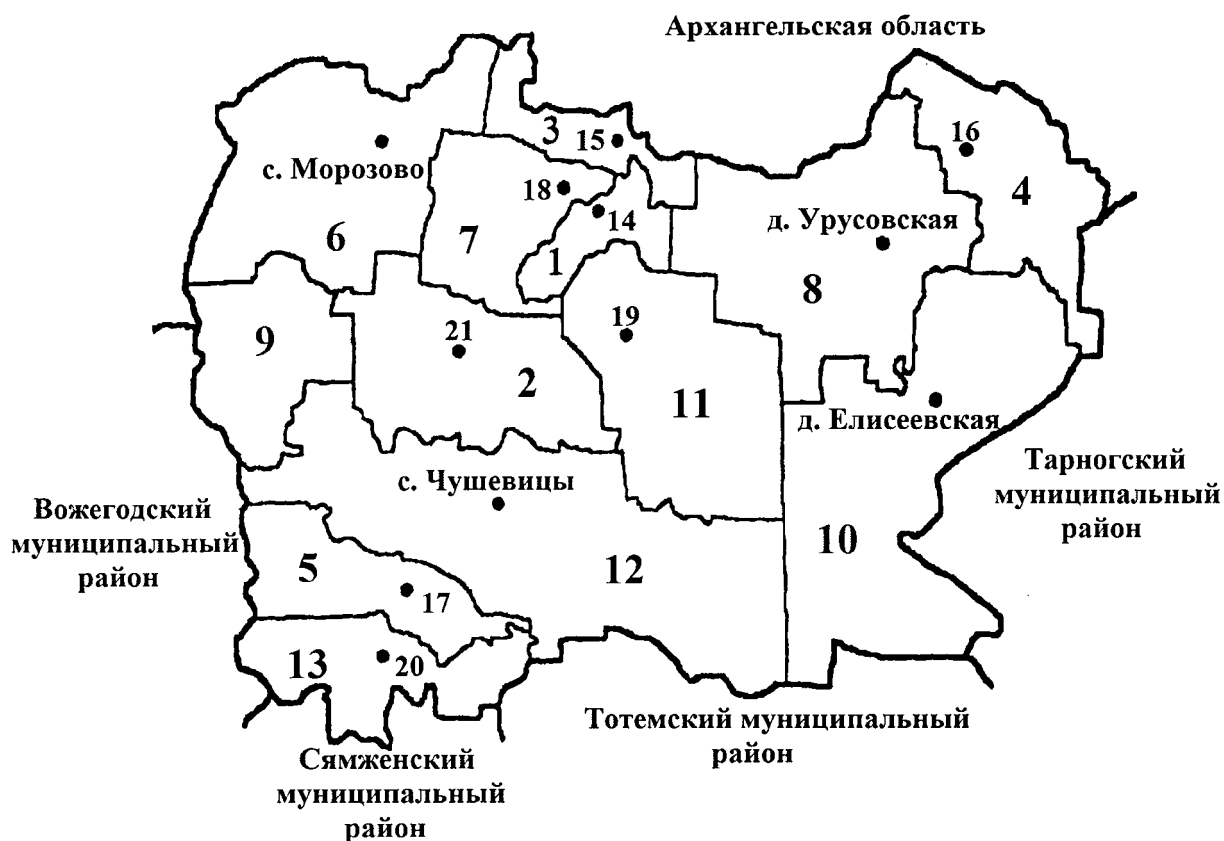 Архангельская область
3
15
16
с. Морозово
18
4
14
д. Урусовская
6
7
1
8
19
9
21
2
11
д. Елисеевская
с. Чушевицы
Тарногский
муниципальный
район
Вожегодский
муниципальный
район
10
5
12
17
13
20
Тотемский муниципальный
район
Сямженский
муниципальный
район